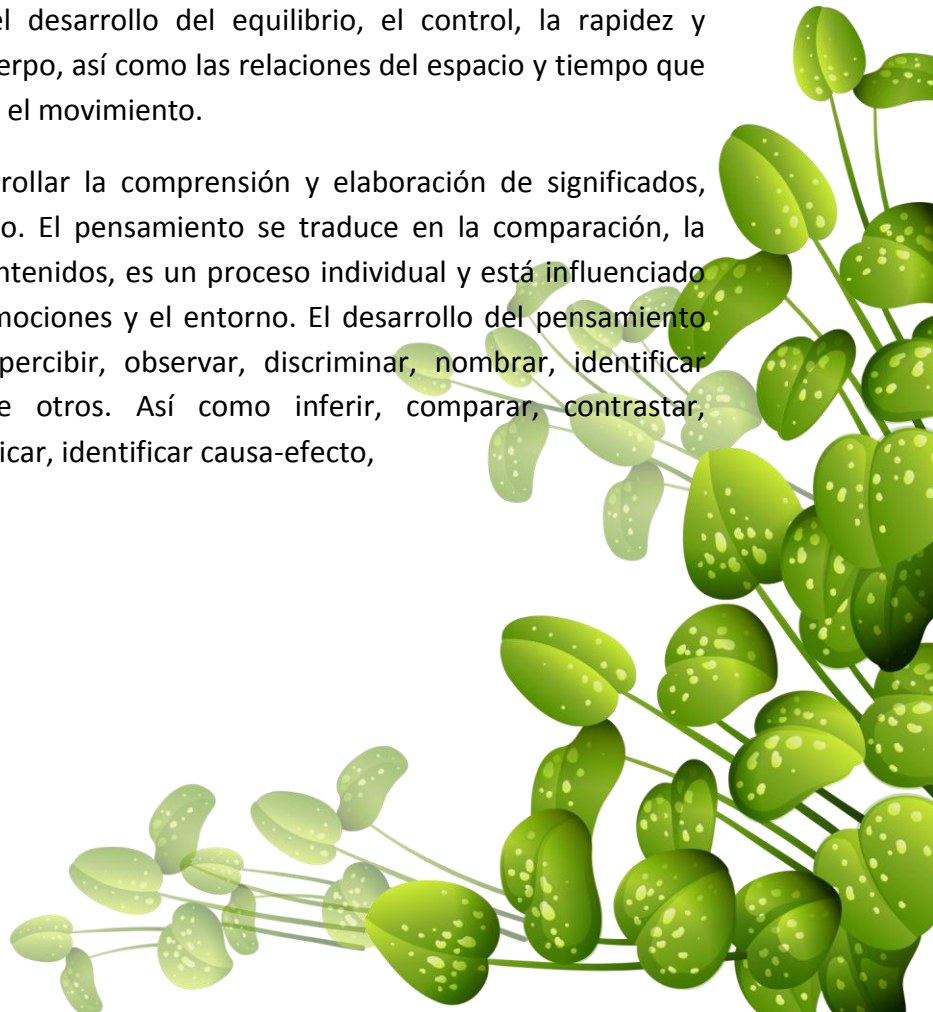 el desarrollo del equilibrio, el control, la rapidez y
erpo, así como las relaciones del espacio y tiempo que
el movimiento.
rrollar la comprensión y elaboración de significados,
o. El pensamiento se traduce en la comparación, la
ntenidos, es un proceso individual y está influenciado
mociones y el entorno. El desarrollo del pensamiento
percibir, observar, discriminar, nombrar, identificar
e otros. Así como inferir, comparar, contrastar,
icar, identificar causa-efecto,